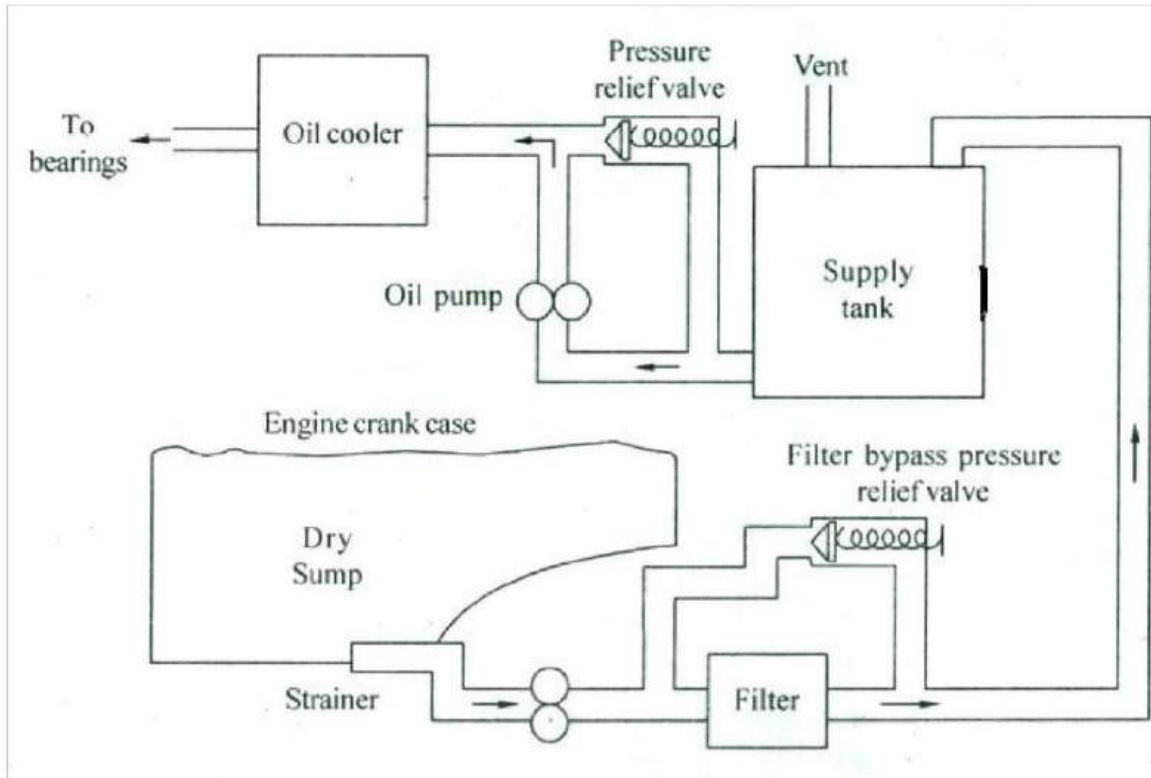 Pressure
relief valve
Vent
To
bearings
Oil cooler
Supply
tank
Oil pump
Engine crank case
Filter bypass pressure
relief valve
Dry
Sump
Strainer
Filter